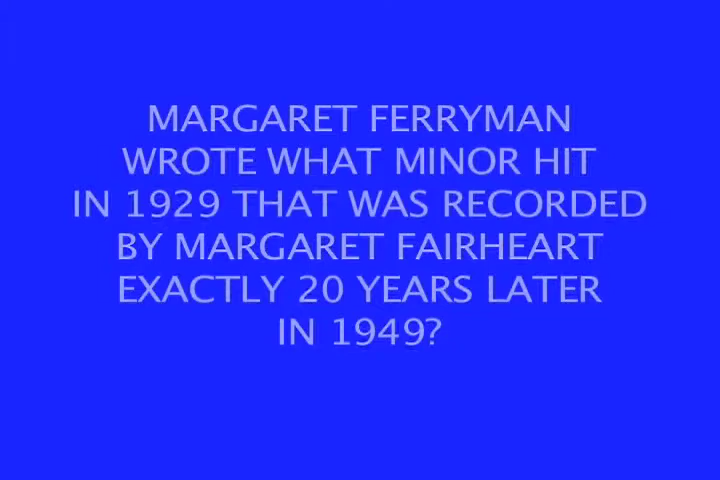 MARGARET FERRYMAN
WROTE WHAT MINOR HIT
IN 1929 THAT WAS RECORDED
BY MARGARET FAIRHEART
EXACTLY 20 YEARS LATER
IN 1949?